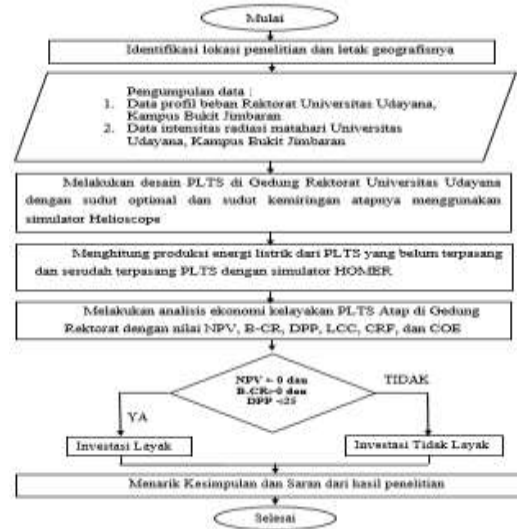 Mulai
Identifikasi lokasi penelitian dan letak geografisnya
Pengumpulan data :
1. Data profil beban Rektorat Universitas Udayana,
Kampus Bukit Jimbaran
2. Data intensitas radiasi matahari Universitas
Udayana, Kampus Bukit Jimbaran
Melakukan desain PLTS di Gedung Rektorat Universitas Udayana
dengan sudut optimal dan sudut kemiringan atapnya menggunakan
simulator Helioscope
Menghitung produksi energi listrik dari PLTS yang belum terpasang
dan sesudah terpasang PLTS dengan simulator HOMER
Melakukan analisis ekonomi kelayakan PLTS Atap di Gedung
Rektorat dengan nilai NPV, B-CR, DPP, LCC, CRF, dan COE
NPV 0 dan
B-CR 0 dan
DPP 25
YA
TIDAK
Investasi Layak
Investasi Tidak Layak
Menarik Kesimpulan dan Saran dari hasil penelitian
Selesai